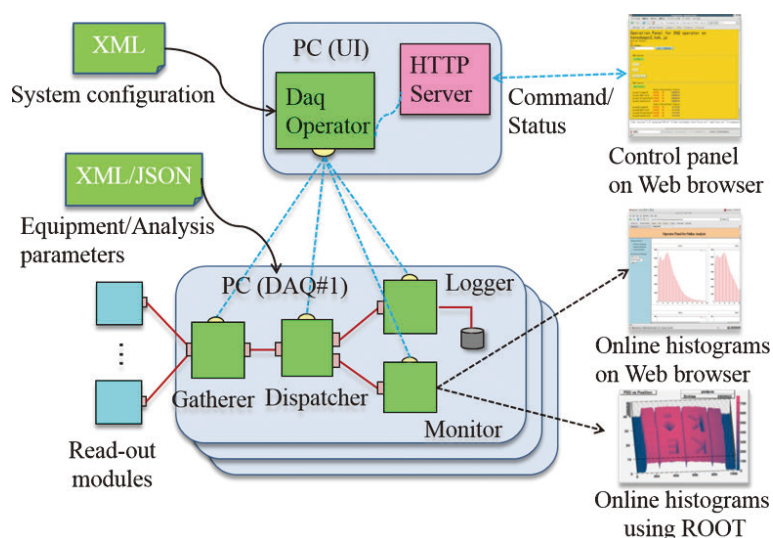 XML
System configuration
PC (UI)
Daq
Operator
HTTP
Server
Command/
Status
Control panel
on Web browser
XML/JSON
Equipment/Analysis
parameters
PC (DAQ#1)
Logger
Gatherer
Dispatcher
Monitor
Read-out
modules
Online histograms
on Web browser
Online histograms
using ROOT